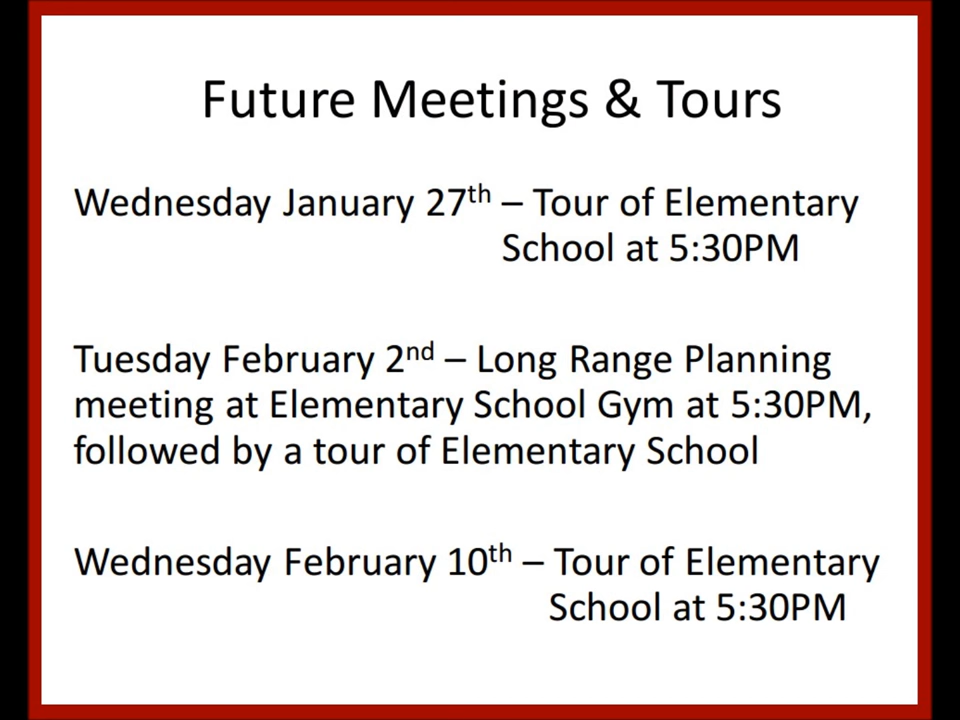 Future Meetings & Tours
Wednesday January 27th – Tour of Elementary
School at 5:30PM
Tuesday February 2nd – Long Range Planning
meeting at Elementary School Gym at 5:30PM,
followed by a tour of Elementary School
Wednesday February 10th – Tour of Elementary
School at 5:30PM